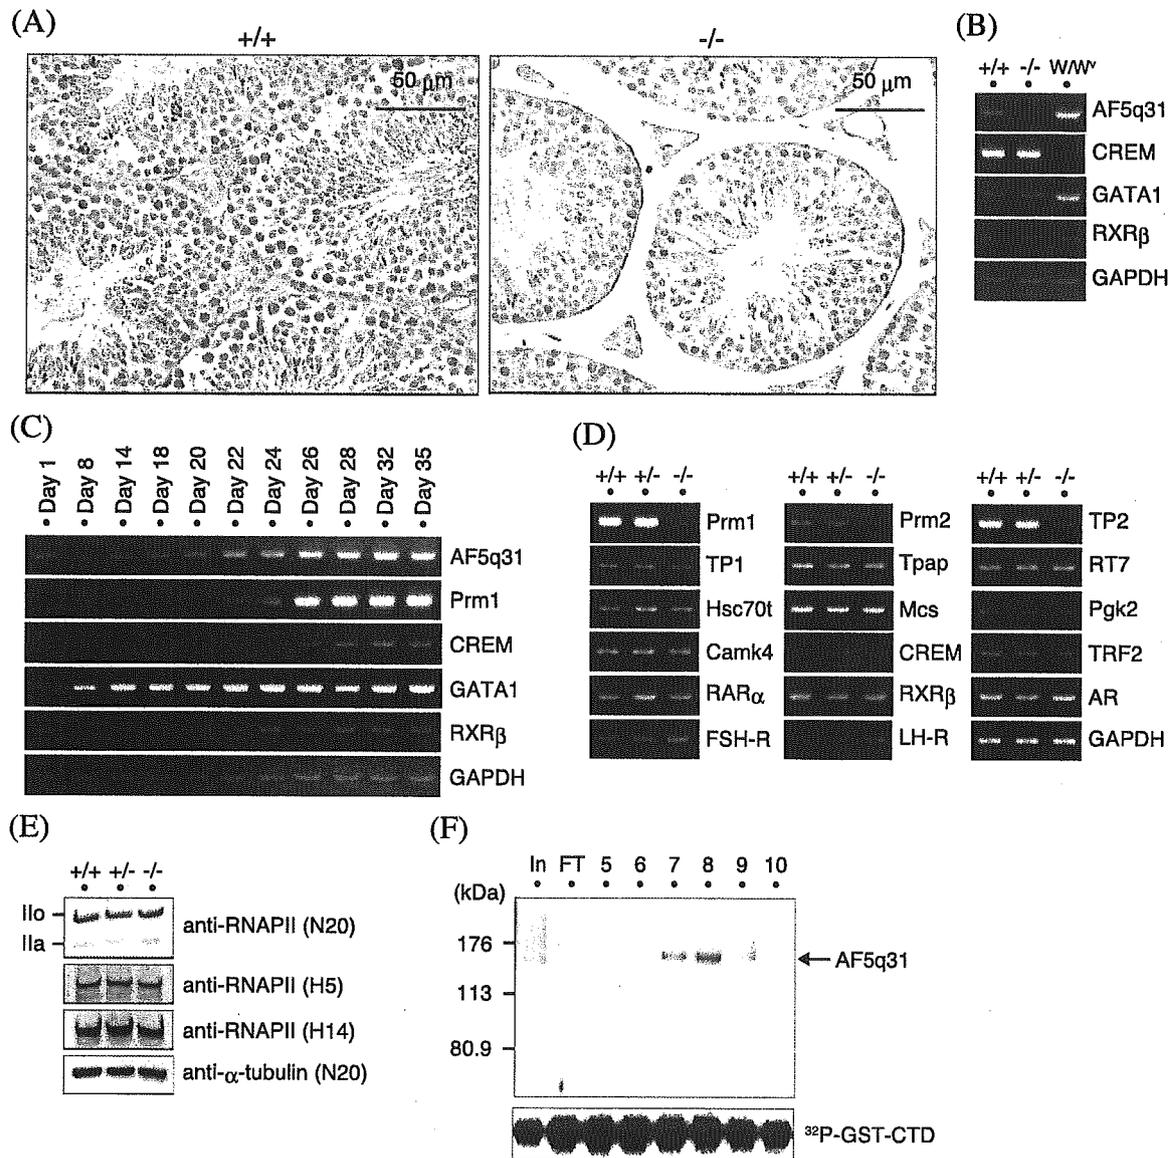 (A)
+/+
-/-
50 μm
50 μm
(B)
+/+ -/- W/Wᵛ
AF5q31
CREM
GATA1
RXRβ
GAPDH
(C)
Day 1
Day 8
Day 14
Day 18
Day 20
Day 22
Day 24
Day 26
Day 28
Day 32
Day 35
AF5q31
Prm1
CREM
GATA1
RXRβ
GAPDH
(D)
+/+ +/- -/-
+/+ +/- -/-
+/+ +/- -/-
Prm1
Prm2
TP2
TP1
Tpap
RT7
Hsc70t
Mcs
Pgk2
Camk4
CREM
TRF2
RARα
RXRβ
AR
FSH-R
LH-R
GAPDH
(E)
+/+ +/- -/-
IIo
IIa
anti-RNAPII (N20)
anti-RNAPII (H5)
anti-RNAPII (H14)
anti-α-tubulin (N20)
(F)
In FT 5 6 7 8 9 10
(kDa)
176
113
80.9
AF5q31
³²P-GST-CTD